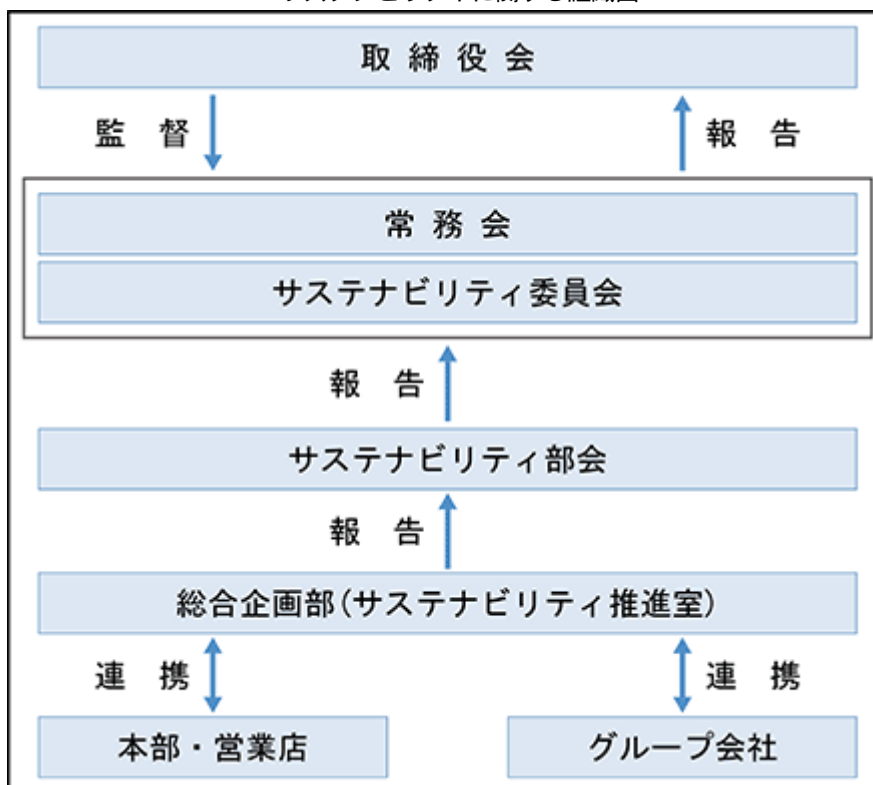 取締役会
監督
報告
常務会
サステナビリティ委員会
報告
サステナビリティ部会
報告
総合企画部(サステナビリティ推進室)
連携
連携
本部・営業店
グループ会社